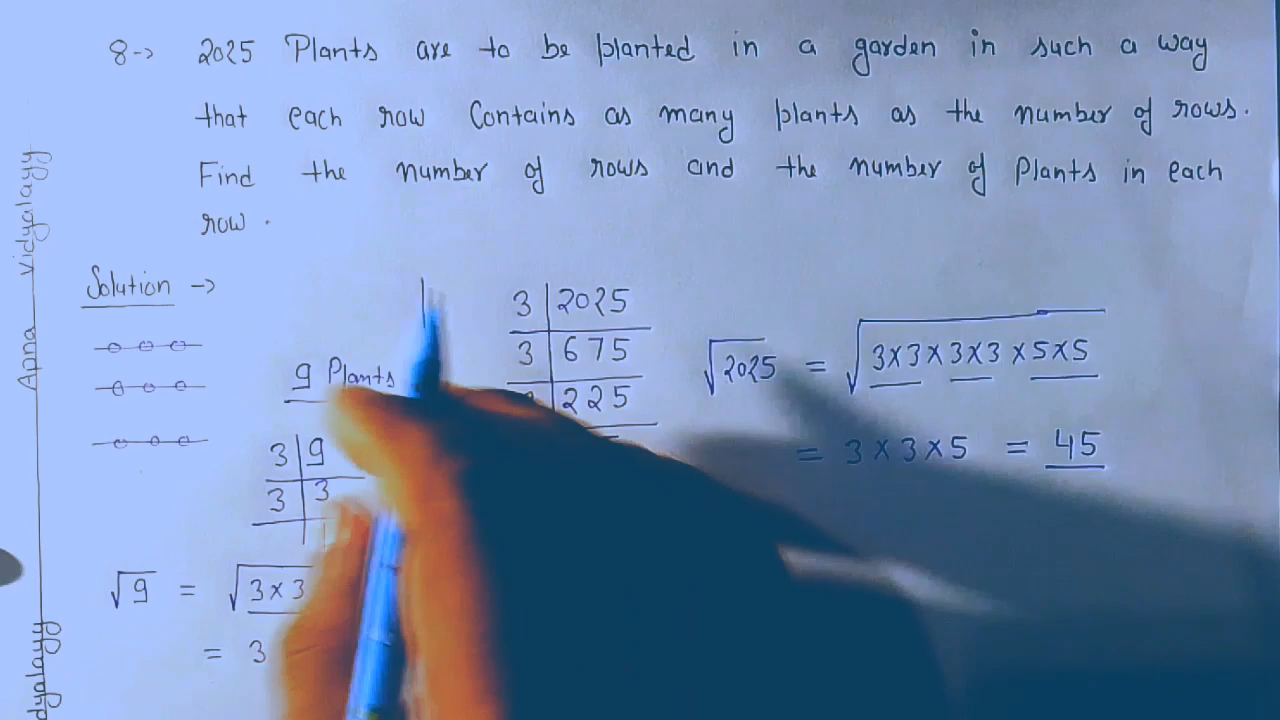 8-> 2025 Plants are to be planted in a garden in such a way
that each row Contains as many plants as the number of rows.
Find the number of rows and the number of Plants in each
row.
Solution ->
9 Plants
3 | 9
3 | 3
1
√9 = √3×3
= 3
3 | 2025
3 | 675
225
√2025 = √3×3×3×3×5×5
= 3×3×5 = 45
Apna Vidyalayy
dyalayy